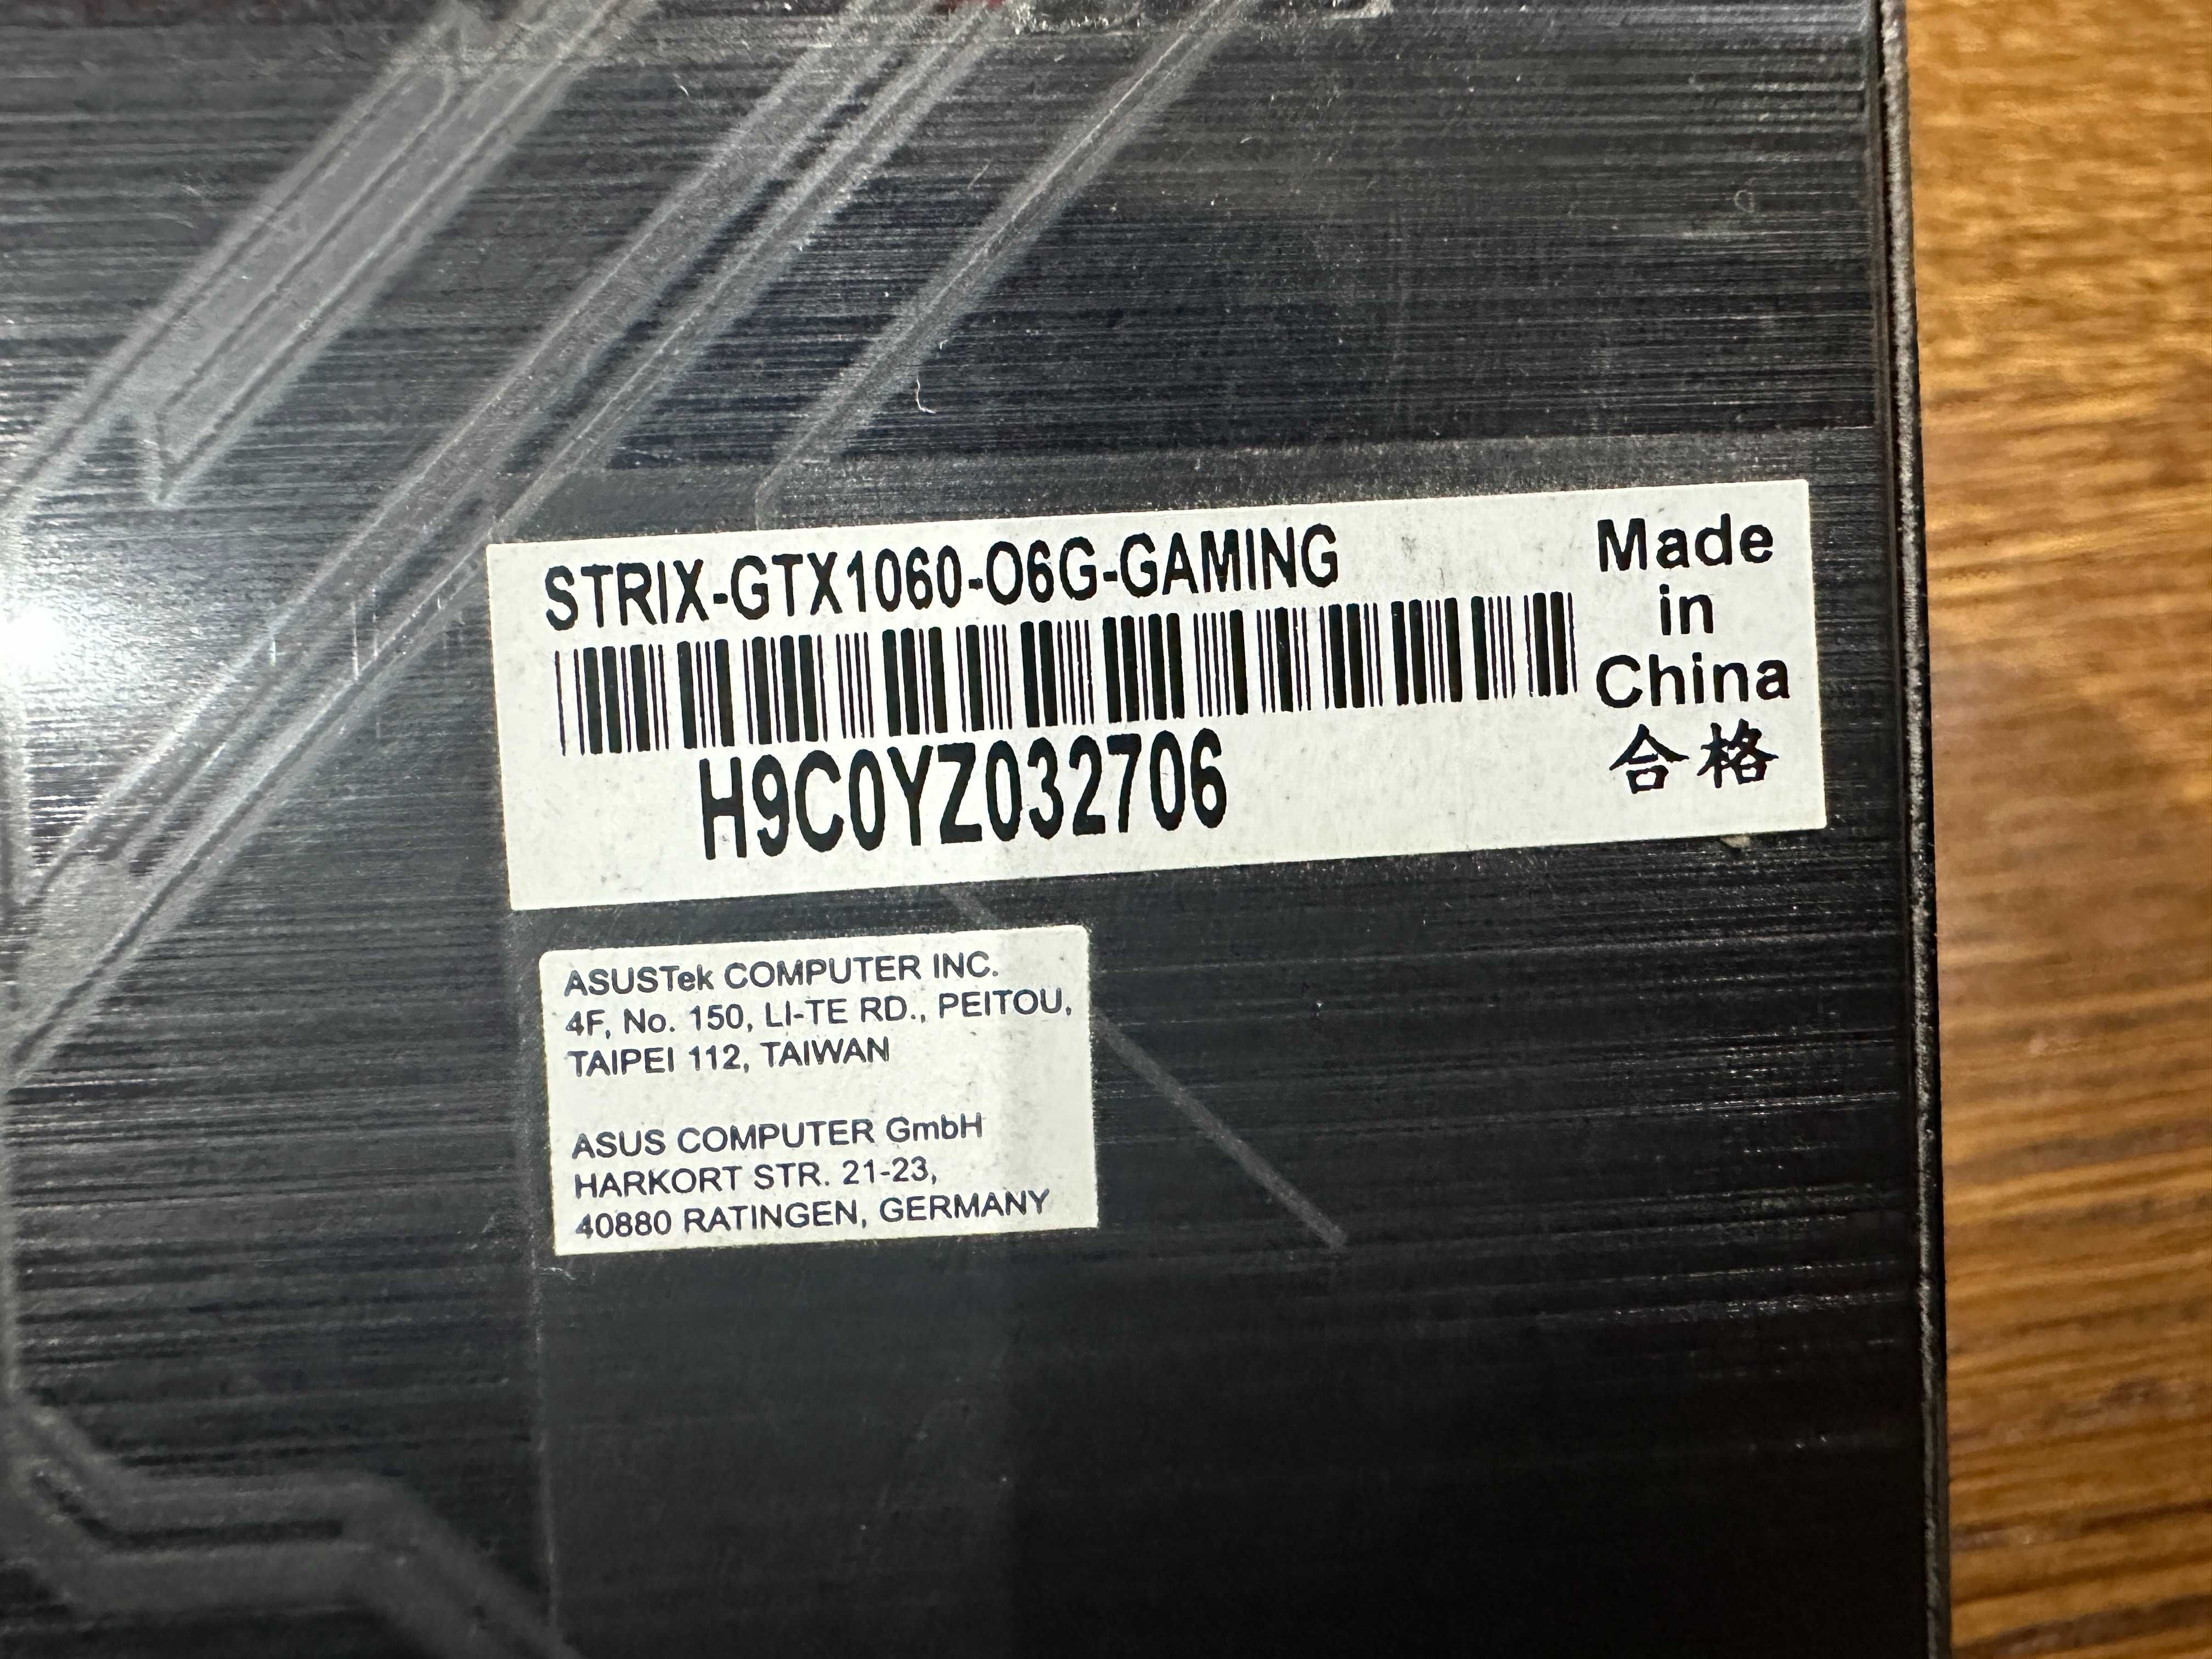 STRIX-GTX1060-O6G-GAMING
H9C0YZ032706
Made
in
China
合格
ASUSTek COMPUTER INC.
4F, No. 150, LI-TE RD., PEITOU,
TAIPEI 112, TAIWAN
ASUS COMPUTER GmbH
HARKORT STR. 21-23,
40880 RATINGEN, GERMANY